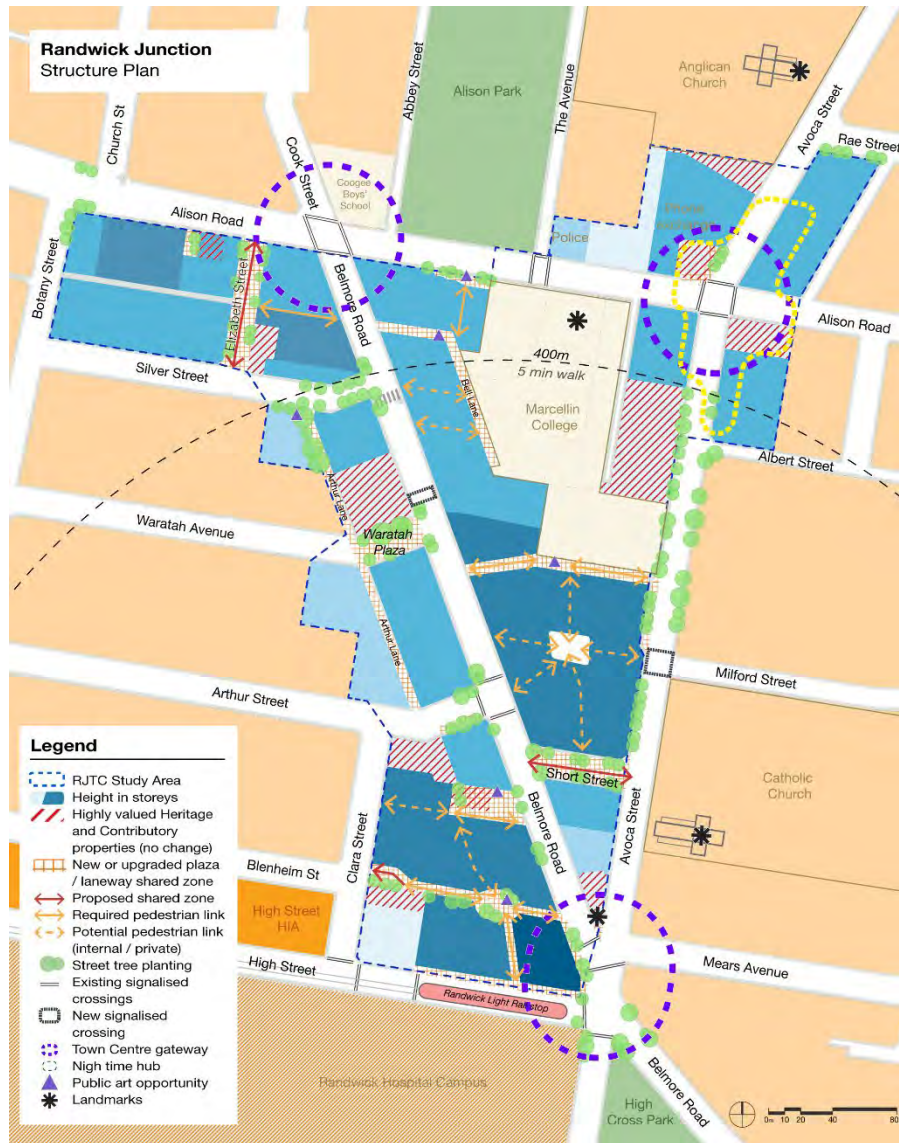 Randwick Junction
Structure Plan
Church St
Cook Street
Abbey Street
Alison Park
The Avenue
Anglican
Church
Avoca Street
Rae Street
Coogee
Boys'
School
Alison Road
Police
Botany Street
Elizabeth Street
Belmore Road
Alison Road
Silver Street
400m
5 min walk
Marcellin
College
Bell Lane
Albert Street
Arthur Lane
Waratah Avenue
Waratah
Plaza
Arthur Lane
Milford Street
Arthur Street
Short Street
Catholic
Church
Belmore Road
Avoca Street
Clara Street
Blenheim St
High Street
HIA
High Street
Mears Avenue
Randwick Light Rail stop
Randwick Hospital Campus
High
Cross Park
Belmore Road
Legend
RJTC Study Area
Height in storeys
Highly valued Heritage
and Contributory
properties (no change)
New or upgraded plaza
/ laneway shared zone
Proposed shared zone
Required pedestrian link
Potential pedestrian link
(internal / private)
Street tree planting
Existing signalised
crossings
New signalised
crossing
Town Centre gateway
Nigh time hub
Public art opportunity
Landmarks
0m 10 20 40 80